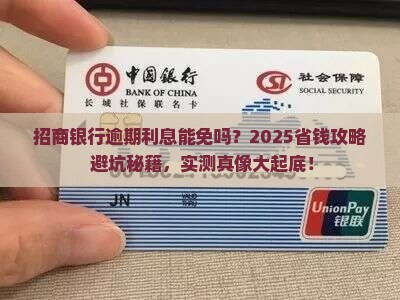 中国银行
BANK OF CHINA
长城社保联名卡
社会保障
SOCIAL SECURITY
招商银行逾期利息能免吗？2025省钱攻略
避坑秘籍，实测真像大起底！
JN
UnionPay
银联